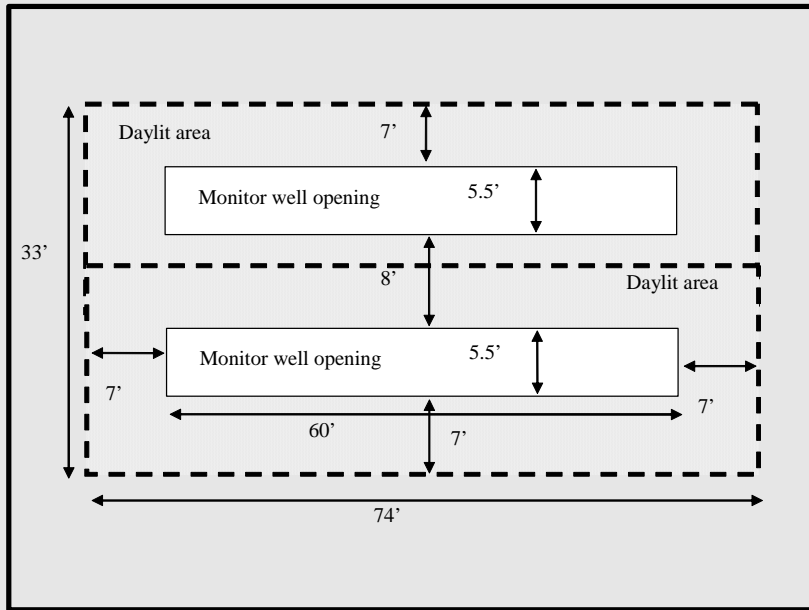 7’
Daylit area
5.5’
Monitor well opening
33’
8’
Daylit area
5.5’
Monitor well opening
7’
7’
60’
7’
74’